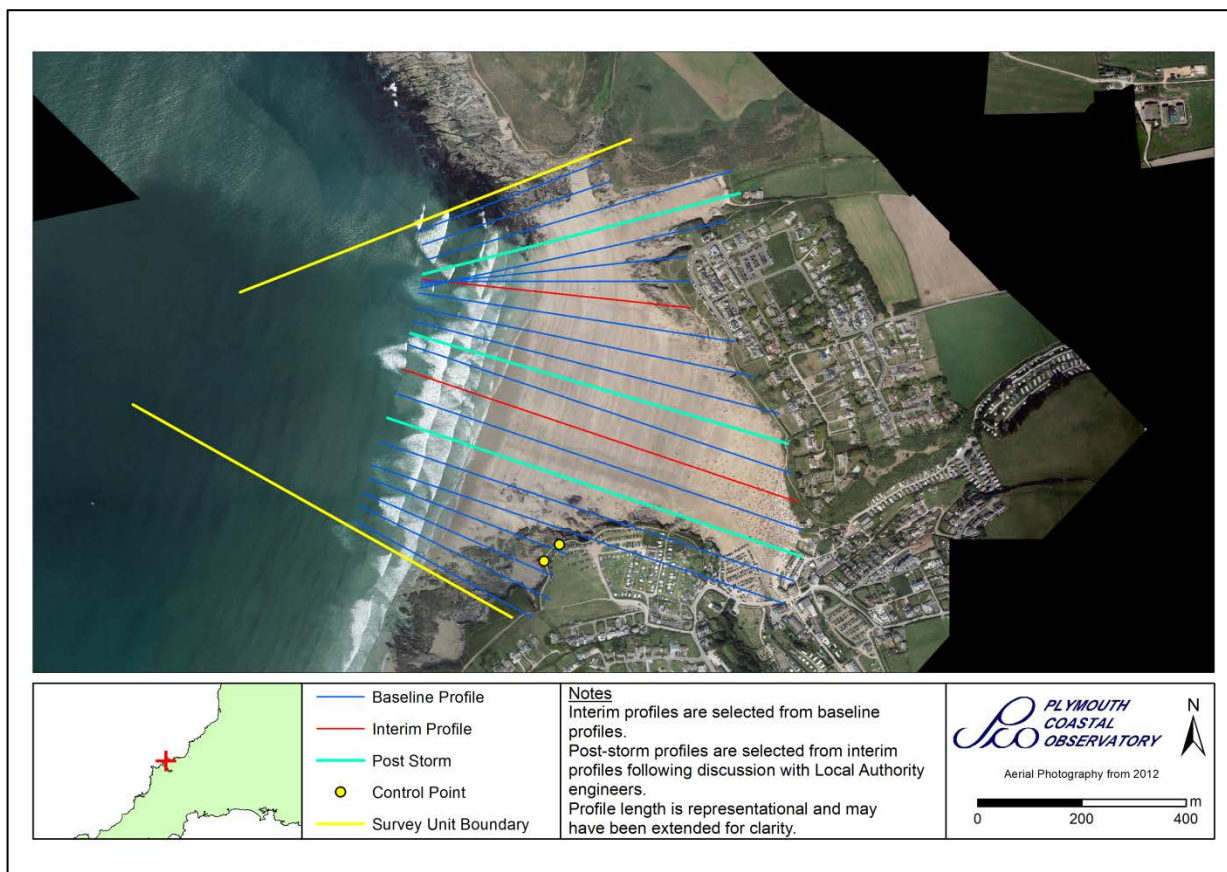 Baseline Profile
Interim Profile
Post Storm
Control Point
Survey Unit Boundary
Notes
Interim profiles are selected from baseline
profiles.
Post-storm profiles are selected from interim
profiles following discussion with Local Authority
engineers.
Profile length is representational and may
have been extended for clarity.
PLYMOUTH
COASTAL
OBSERVATORY
N
Aerial Photography from 2012
m
0 200 400